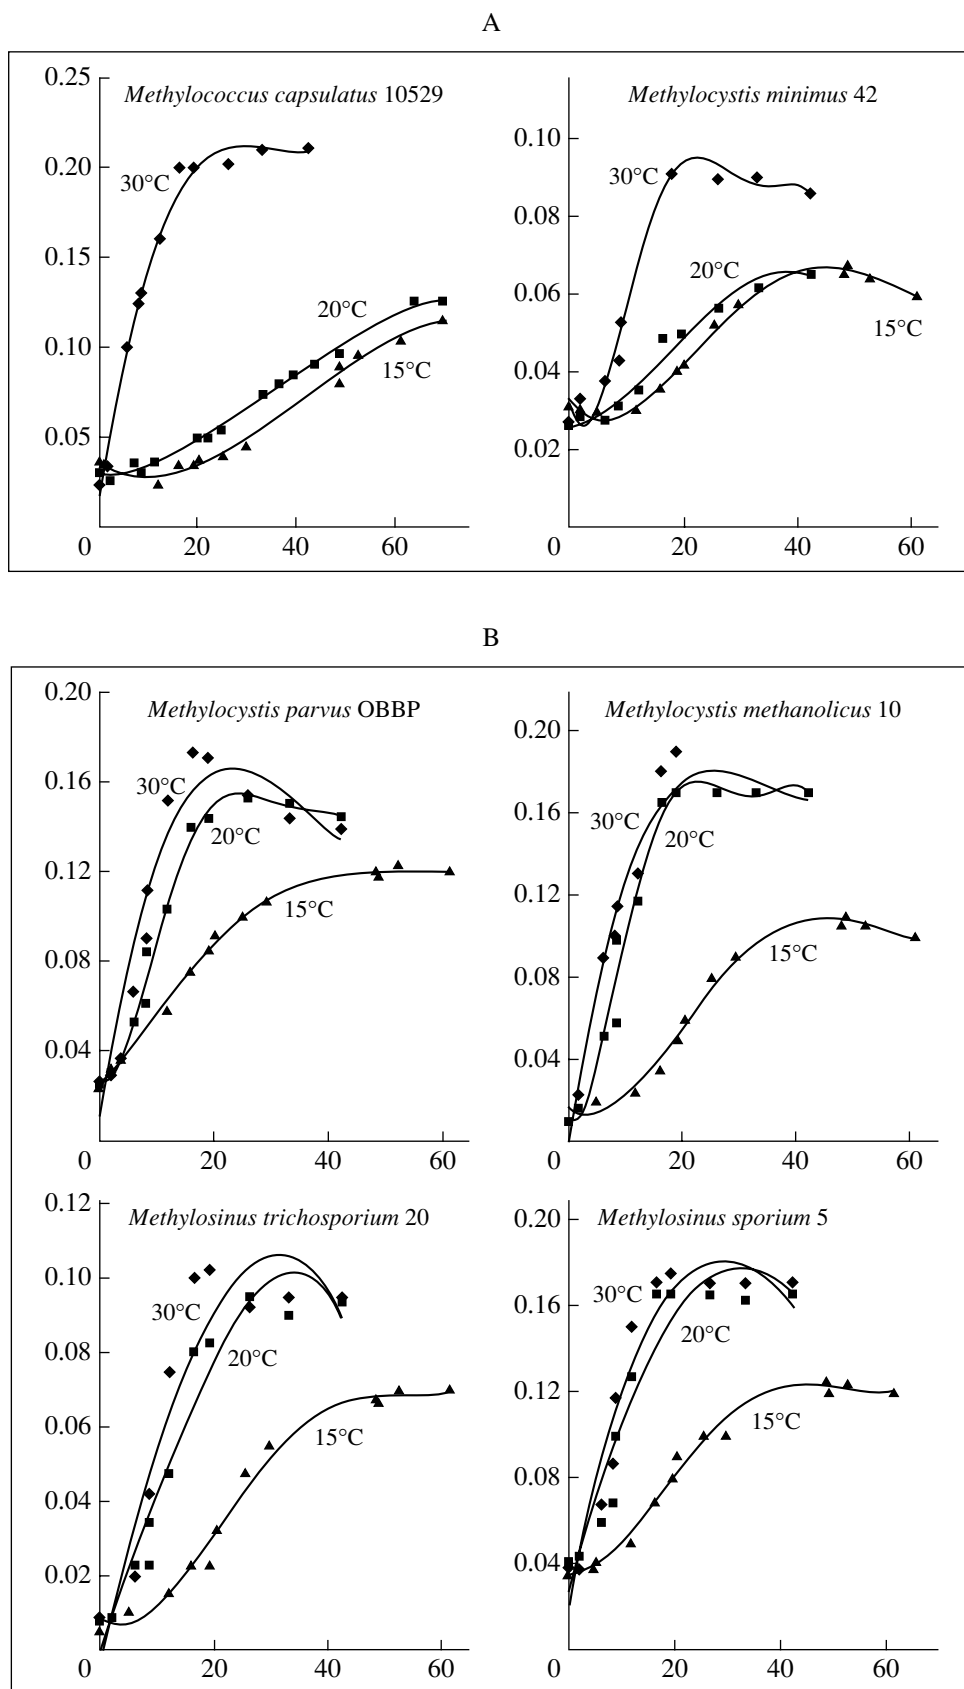 A
Methylococcus capsulatus 10529
0.25
0.20
0.15
0.10
0.05
30°C
20°C
15°C
0
20
40
60
Methylocystis minimus 42
0.10
0.08
0.06
0.04
0.02
30°C
20°C
15°C
0
20
40
60
B
Methylocystis parvus OBBP
0.20
0.16
0.12
0.08
0.04
30°C
20°C
15°C
0
20
40
60
Methylocystis methanolicus 10
0.20
0.16
0.12
0.08
0.04
30°C
20°C
15°C
0
20
40
60
Methylosinus trichosporium 20
0.12
0.10
0.08
0.06
0.04
0.02
30°C
20°C
15°C
0
20
40
60
Methylosinus sporium 5
0.20
0.16
0.12
0.08
0.04
30°C
20°C
15°C
0
20
40
60